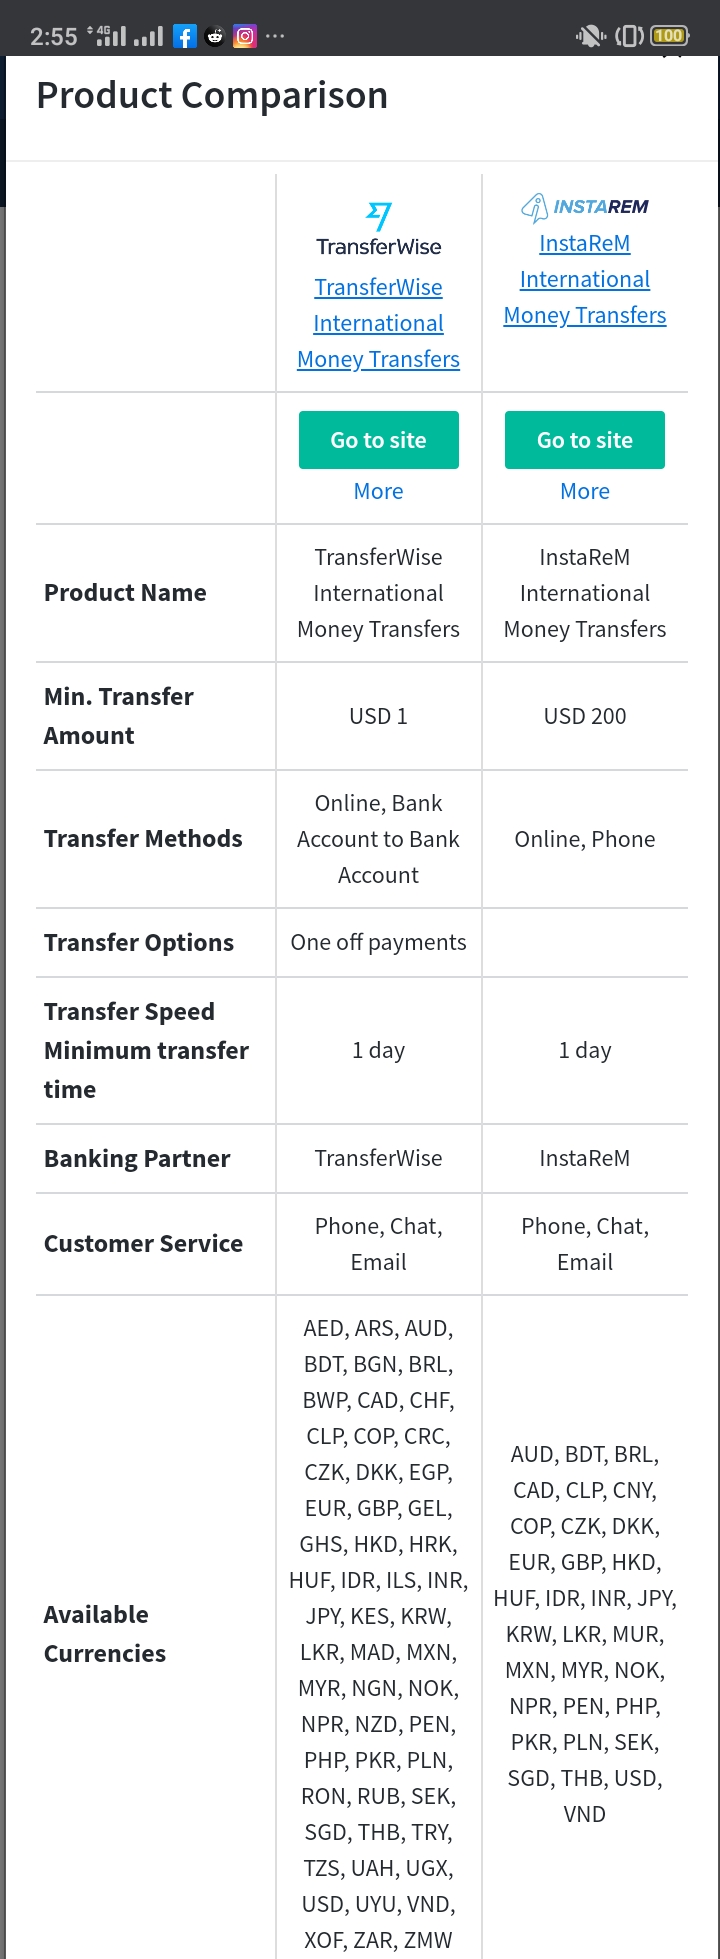 2:55 4G 100
Product Comparison
TransferWise
TransferWise
International
Money Transfers
INSTAREM
InstaReM
International
Money Transfers
Go to site
More
Go to site
More
Product Name
TransferWise
International
Money Transfers
InstaReM
International
Money Transfers
Min. Transfer
Amount
USD 1
USD 200
Transfer Methods
Online, Bank
Account to Bank
Account
Online, Phone
Transfer Options
One off payments
Transfer Speed
Minimum transfer
time
1 day
1 day
Banking Partner
TransferWise
InstaReM
Customer Service
Phone, Chat,
Email
Phone, Chat,
Email
Available
Currencies
AED, ARS, AUD,
BDT, BGN, BRL,
BWP, CAD, CHF,
CLP, COP, CRC,
CZK, DKK, EGP,
EUR, GBP, GEL,
GHS, HKD, HRK,
HUF, IDR, ILS, INR,
JPY, KES, KRW,
LKR, MAD, MXN,
MYR, NGN, NOK,
NPR, NZD, PEN,
PHP, PKR, PLN,
RON, RUB, SEK,
SGD, THB, TRY,
TZS, UAH, UGX,
USD, UYU, VND,
XOF, ZAR, ZMW
AUD, BDT, BRL,
CAD, CLP, CNY,
COP, CZK, DKK,
EUR, GBP, HKD,
HUF, IDR, INR, JPY,
KRW, LKR, MUR,
MXN, MYR, NOK,
NPR, PEN, PHP,
PKR, PLN, SEK,
SGD, THB, USD,
VND